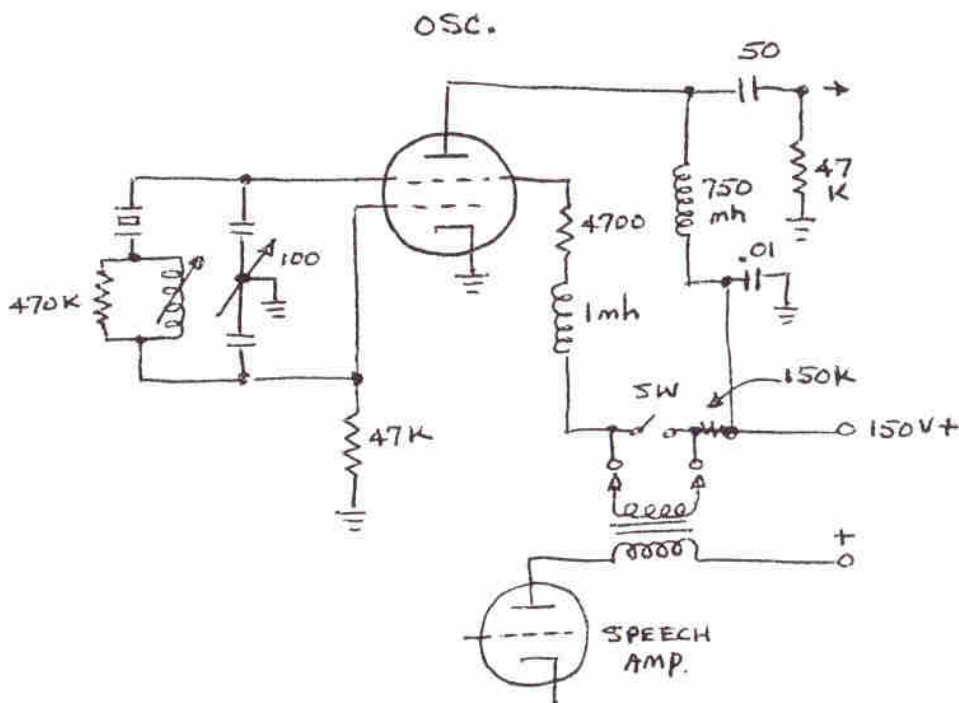 OSC.
50
47
K
750
mh
4700
.01
100
470K
1mh
150K
SW
150V+
47K
+
SPEECH
AMP.